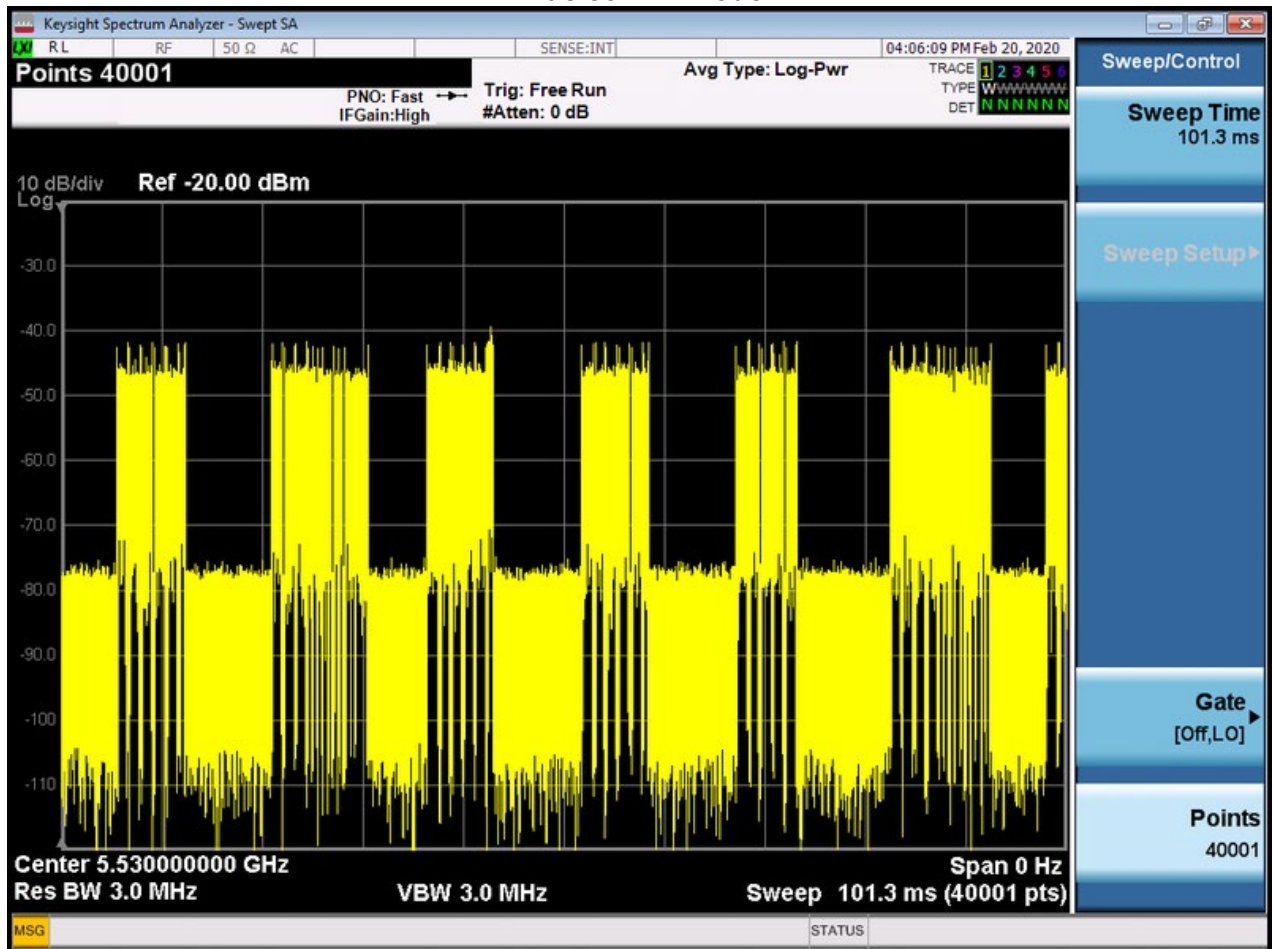 Keysight Spectrum Analyzer - Swept SA
LXI RL RF 50 Ω AC SENSE:INT 04:06:09 PM Feb 20, 2020
Points 40001
PNO: Fast
IFGain:High
Trig: Free Run
#Atten: 0 dB
Avg Type: Log-Pwr
TRACE 1 2 3 4 5 6
TYPE WWWWWW
DET N N N N N N
10 dB/div Ref -20.00 dBm
Log
-30.0
-40.0
-50.0
-60.0
-70.0
-80.0
-90.0
-100
-110
Center 5.530000000 GHz Span 0 Hz
Res BW 3.0 MHz VBW 3.0 MHz Sweep 101.3 ms (40001 pts)
MSG STATUS
Sweep/Control
Sweep Time
101.3 ms
Sweep Setup
Gate
[Off,LO]
Points
40001